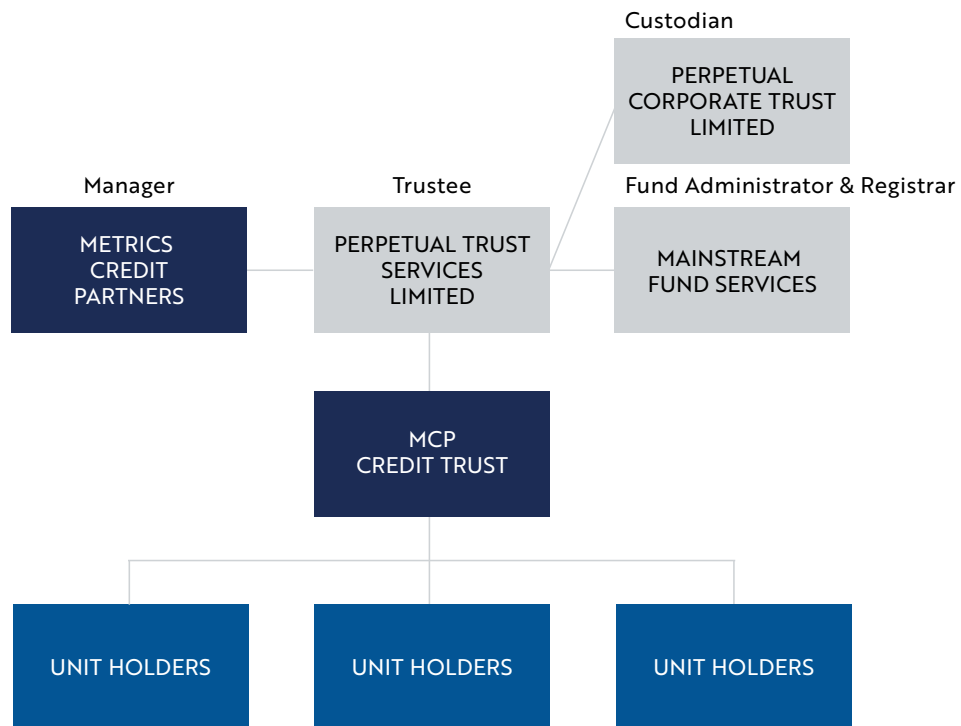 Custodian
PERPETUAL
CORPORATE TRUST
LIMITED
Manager
METRICS
CREDIT
PARTNERS
Trustee
PERPETUAL TRUST
SERVICES
LIMITED
Fund Administrator & Registrar
MAINSTREAM
FUND SERVICES
MCP
CREDIT TRUST
UNIT HOLDERS
UNIT HOLDERS
UNIT HOLDERS